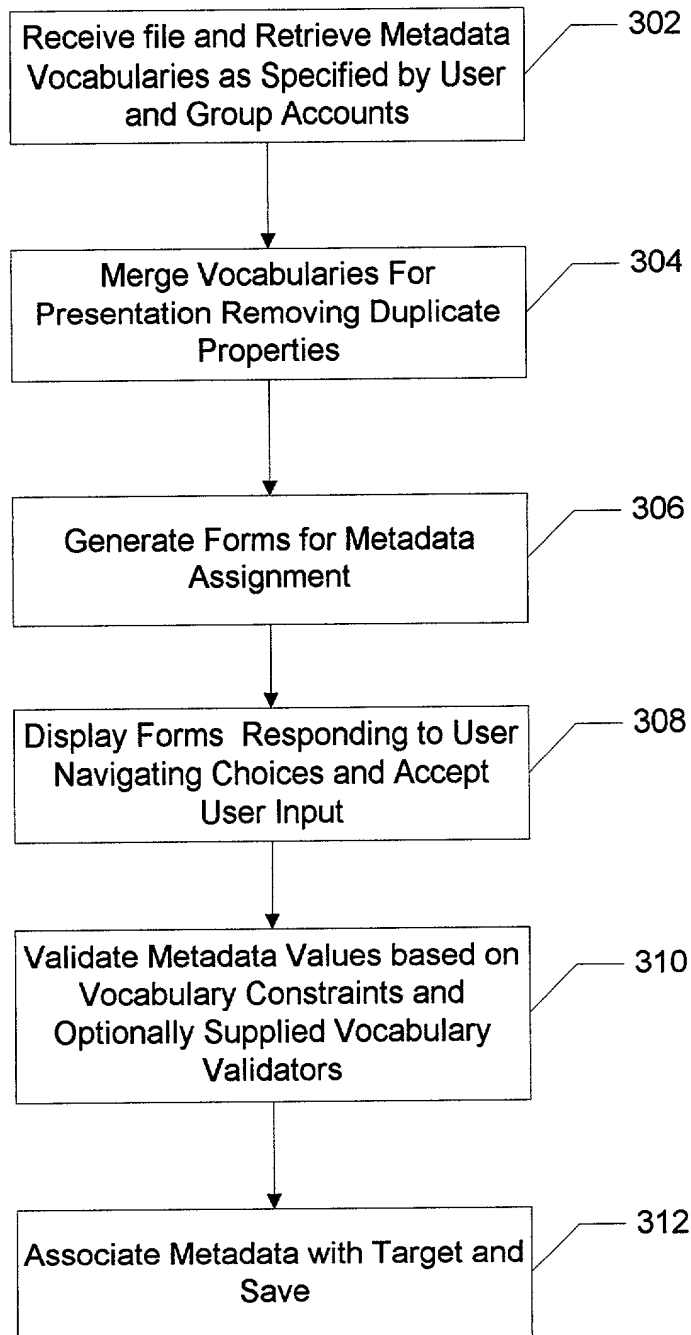 Receive file and Retrieve Metadata
Vocabularies as Specified by User
and Group Accounts
302
Merge Vocabularies For
Presentation Removing Duplicate
Properties
304
Generate Forms for Metadata
Assignment
306
Display Forms Responding to User
Navigating Choices and Accept
User Input
308
Validate Metadata Values based on
Vocabulary Constraints and
Optionally Supplied Vocabulary
Validators
310
Associate Metadata with Target and
Save
312